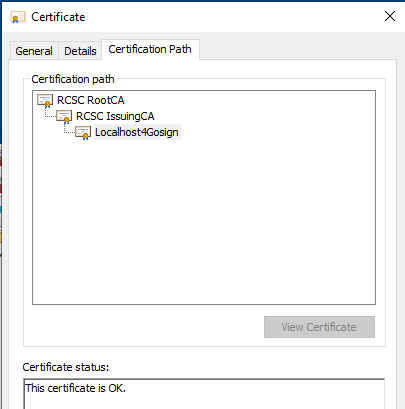 Certificate
General
Details
Certification Path
Certification path
RCSC RootCA
RCSC IssuingCA
Localhost4Gosign
View Certificate
Certificate status:
This certificate is OK.